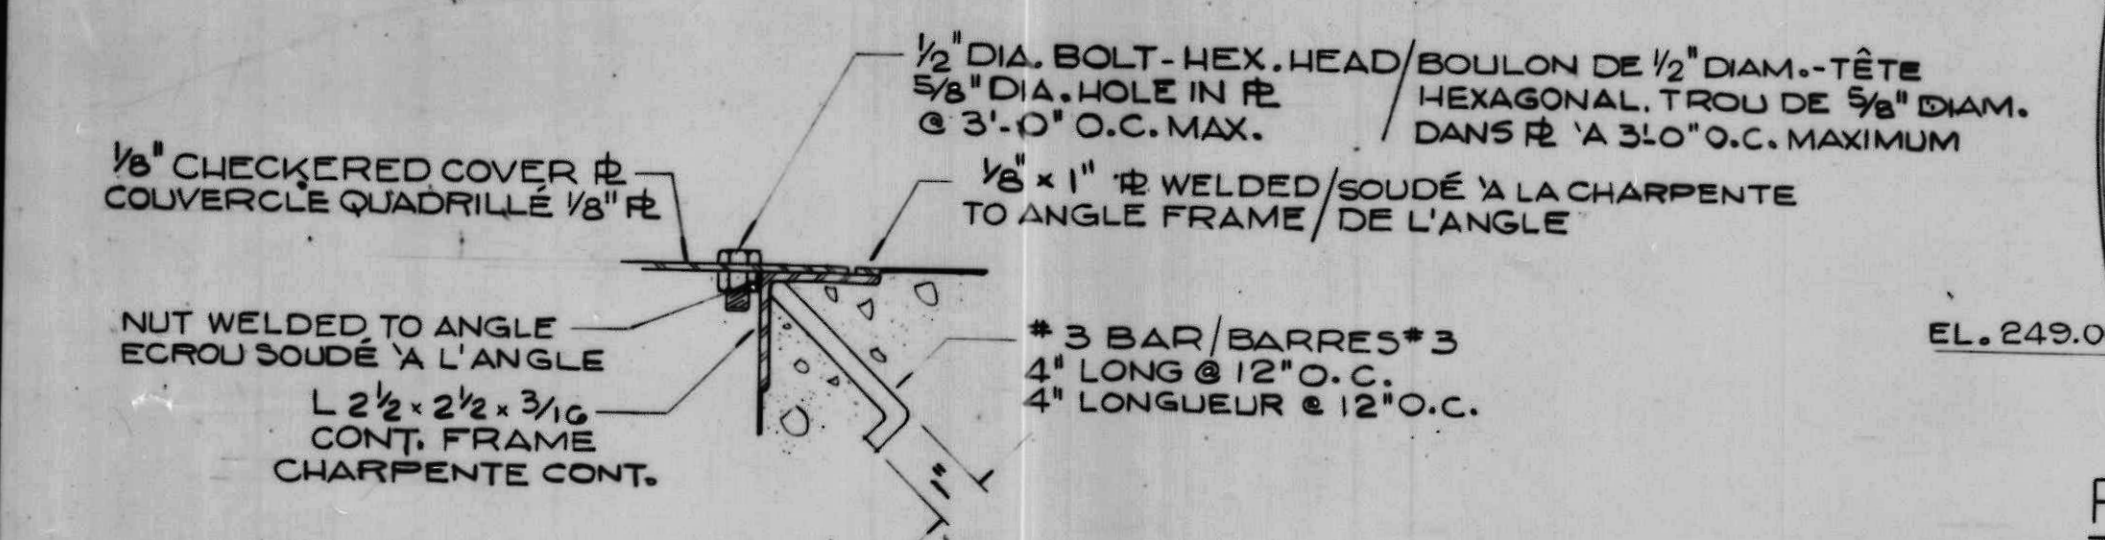 1/2" DIA. BOLT - HEX. HEAD / BOULON DE 1/2" DIAM.-TÊTE
5/8" DIA. HOLE IN ℄ / HEXAGONAL. TROU DE 5/8" DIAM.
@ 3'-0" O.C. MAX. / DANS ℄ 'A 3'-0" O.C. MAXIMUM
1/8" CHECKERED COVER ℄
COUVERCLE QUADRILLÉ 1/8" ℄
1/8" x 1" ℄ WELDED / SOUDÉ 'A LA CHARPENTE
TO ANGLE FRAME / DE L'ANGLE
NUT WELDED TO ANGLE
ECROU SOUDÉ 'A L'ANGLE
L 2 1/2 x 2 1/2 x 3/16
CONT. FRAME
CHARPENTE CONT.
# 3 BAR / BARRES # 3
4" LONG @ 12" O.C.
4" LONGUEUR @ 12" O.C.
1"
EL. 249.0